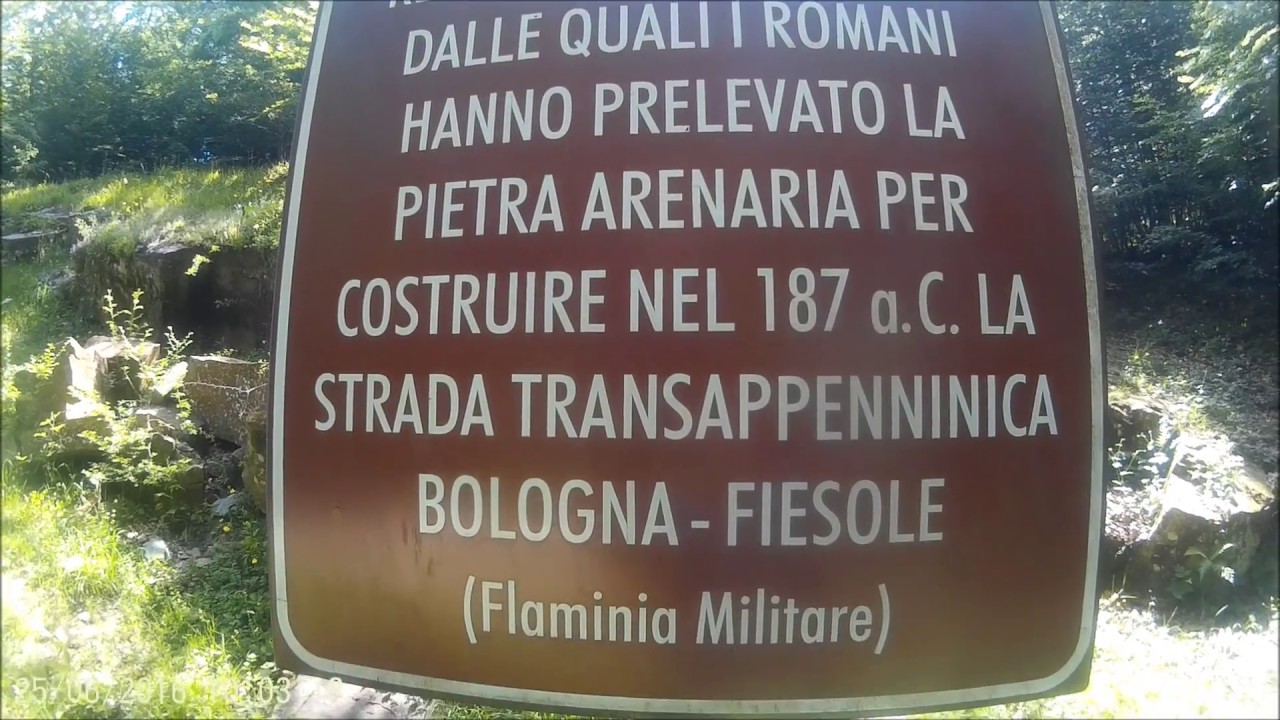 DALLE QUALI I ROMANI
HANNO PRELEVATO LA
PIETRA ARENARIA PER
COSTRUIRE NEL 187 a.C. LA
STRADA TRANSAPPENNINICA
BOLOGNA - FIESOLE
(Flaminia Militare)